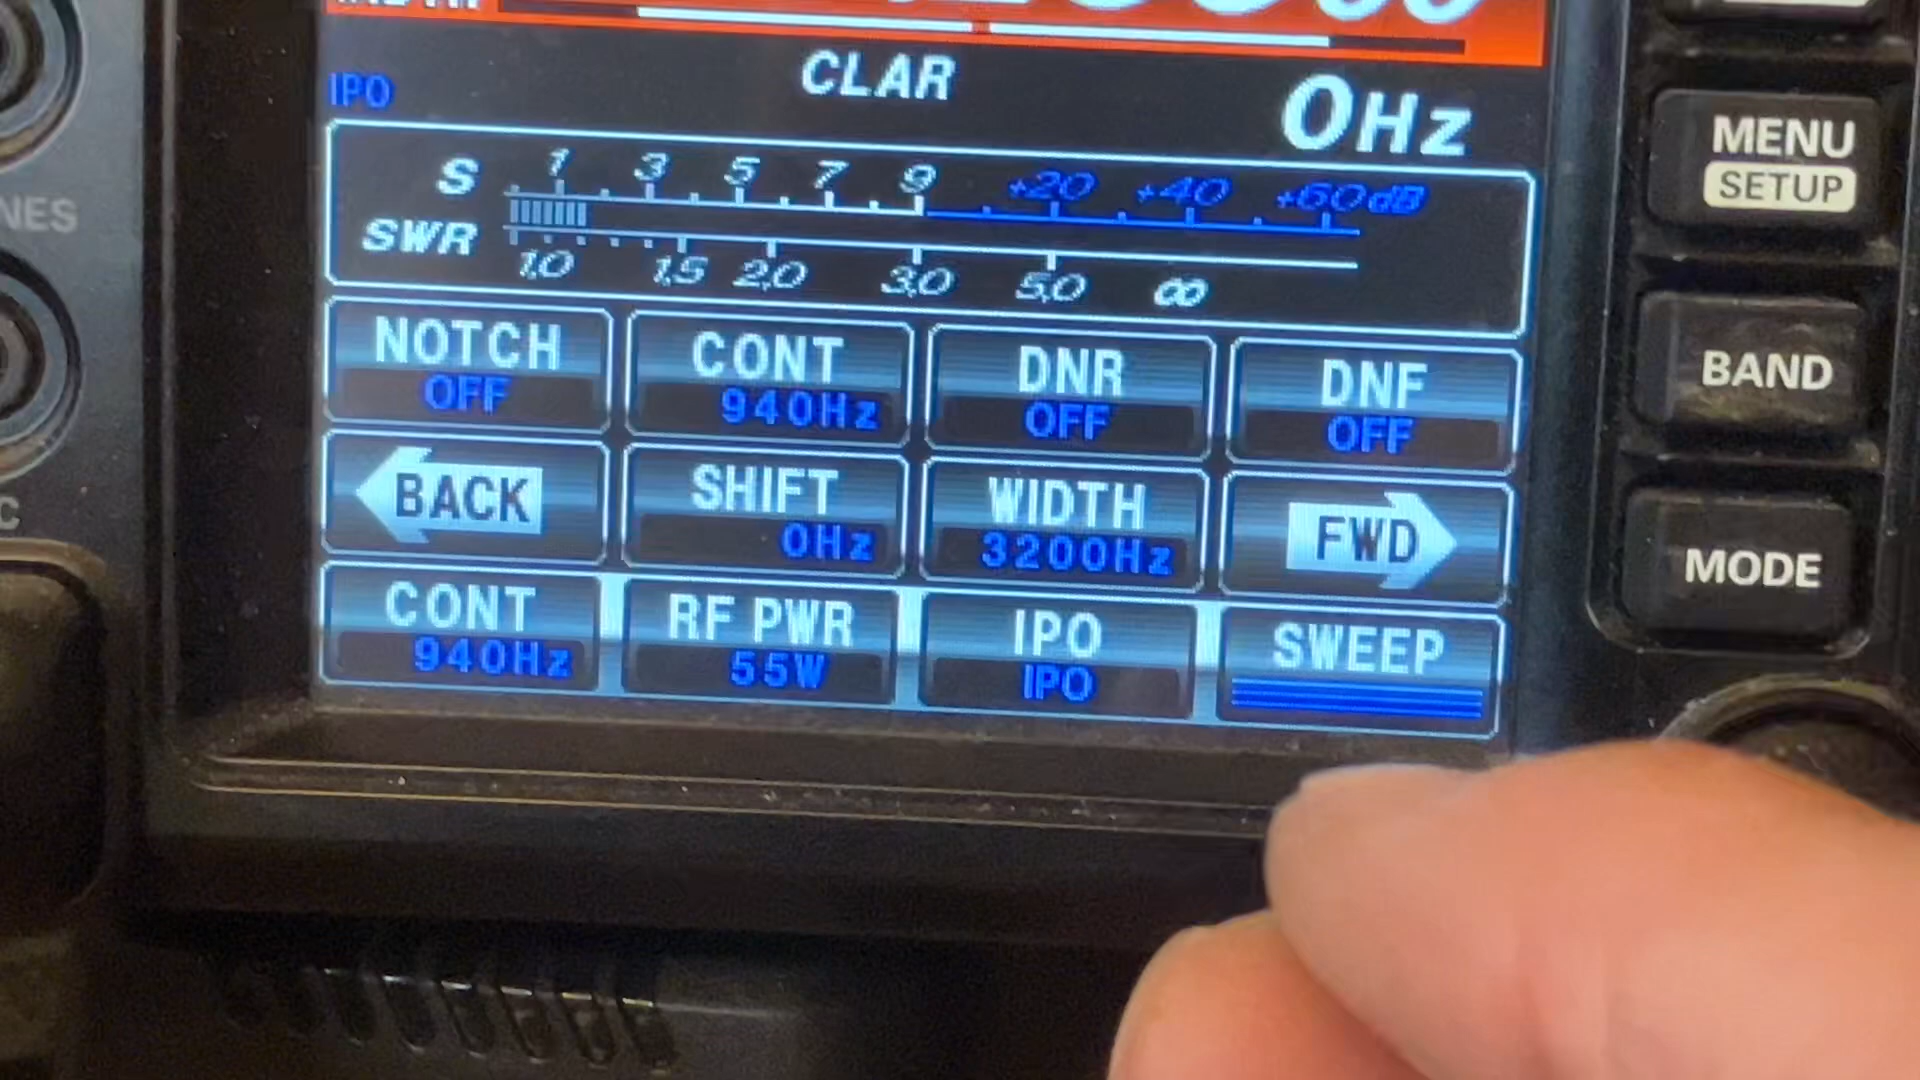 WIDTH
CLAR
IPO
0Hz
S 1 3 5 7 9 +20 +40 +60dB
SWR
1.0 1.5 2.0 3.0 5.0 ∞
NOTCH CONT DNR DNF
OFF 940Hz OFF OFF
BACK SHIFT WIDTH FWD
0Hz 3200Hz
CONT RF PWR IPO SWEEP
940Hz 55W IPO
MENU
SETUP
BAND
MODE
NES
C